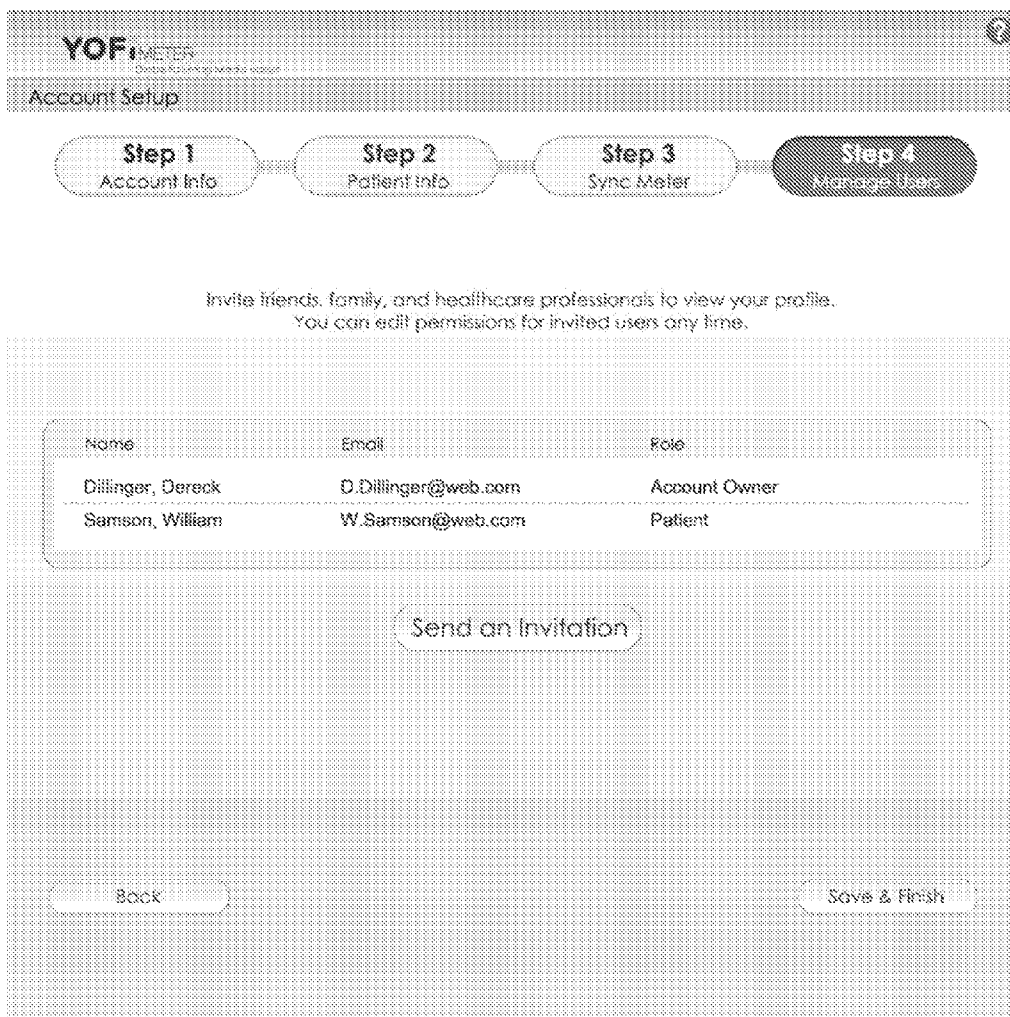 ?
YOFiMETER
Account Setup
Step 1 Step 2 Step 3 Step 4
Account Info Patient Info Sync Meter Manage Users
Invite friends, family, and healthcare professionals to view your profile.
You can edit permissions for invited users any time.
Name Email Role
Dillinger, Dereck D.Dillinger@web.com Account Owner
Samson, William W.Samson@web.com Patient
Send an Invitation
Back Save & Finish